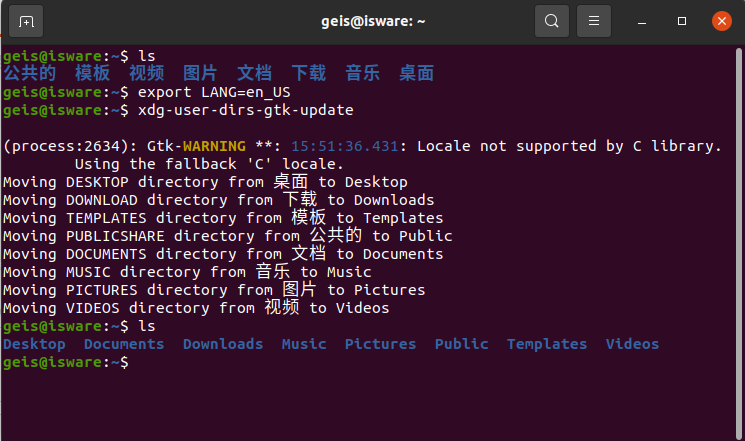 geis@isware: ~
geis@isware:~$ ls
公共的 模板 视频 图片 文档 下载 音乐 桌面
geis@isware:~$ export LANG=en_US
geis@isware:~$ xdg-user-dirs-gtk-update
(process:2634): Gtk-WARNING **: 15:51:36.431: Locale not supported by C library.
Using the fallback 'C' locale.
Moving DESKTOP directory from 桌面 to Desktop
Moving DOWNLOAD directory from 下载 to Downloads
Moving TEMPLATES directory from 模板 to Templates
Moving PUBLICSHARE directory from 公共的 to Public
Moving DOCUMENTS directory from 文档 to Documents
Moving MUSIC directory from 音乐 to Music
Moving PICTURES directory from 图片 to Pictures
Moving VIDEOS directory from 视频 to Videos
geis@isware:~$ ls
Desktop Documents Downloads Music Pictures Public Templates Videos
geis@isware:~$